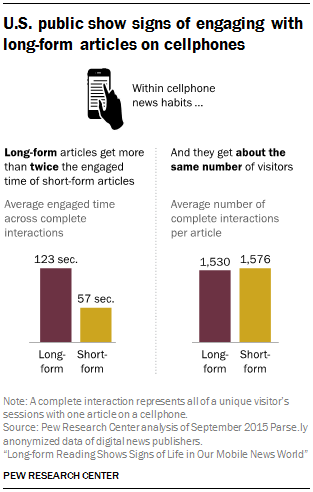 U.S. public show signs of engaging with
long-form articles on cellphones
Within cellphone
news habits ...
Long-form articles get more
than twice the engaged
time of short-form articles
Average engaged time
across complete
interactions
123 sec.
57 sec.
Long-
form
Short-
form
And they get about the
same number of visitors
Average number of
complete interactions
per article
1,530
1,576
Long-
form
Short-
form
Note: A complete interaction represents all of a unique visitor's
sessions with one article on a cellphone.
Source: Pew Research Center analysis of September 2015 Parse.ly
anonymized data of digital news publishers.
"Long-form Reading Shows Signs of Life in Our Mobile News World"
PEW RESEARCH CENTER